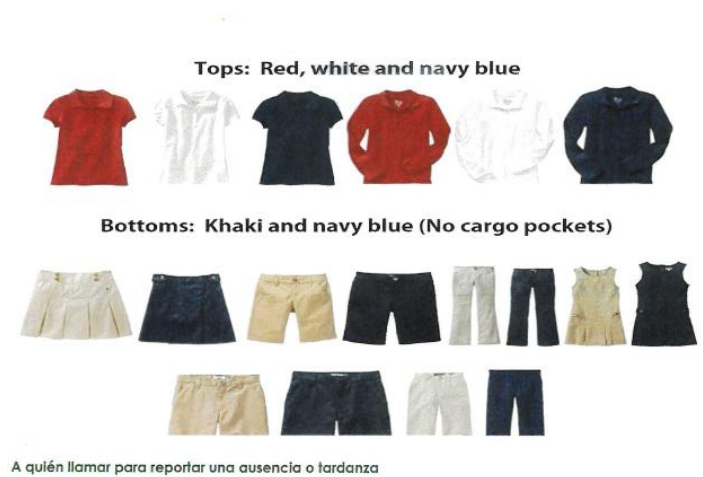 Tops: Red, white and navy blue
Bottoms: Khaki and navy blue (No cargo pockets)
A quién llamar para reportar una ausencia o tardanza